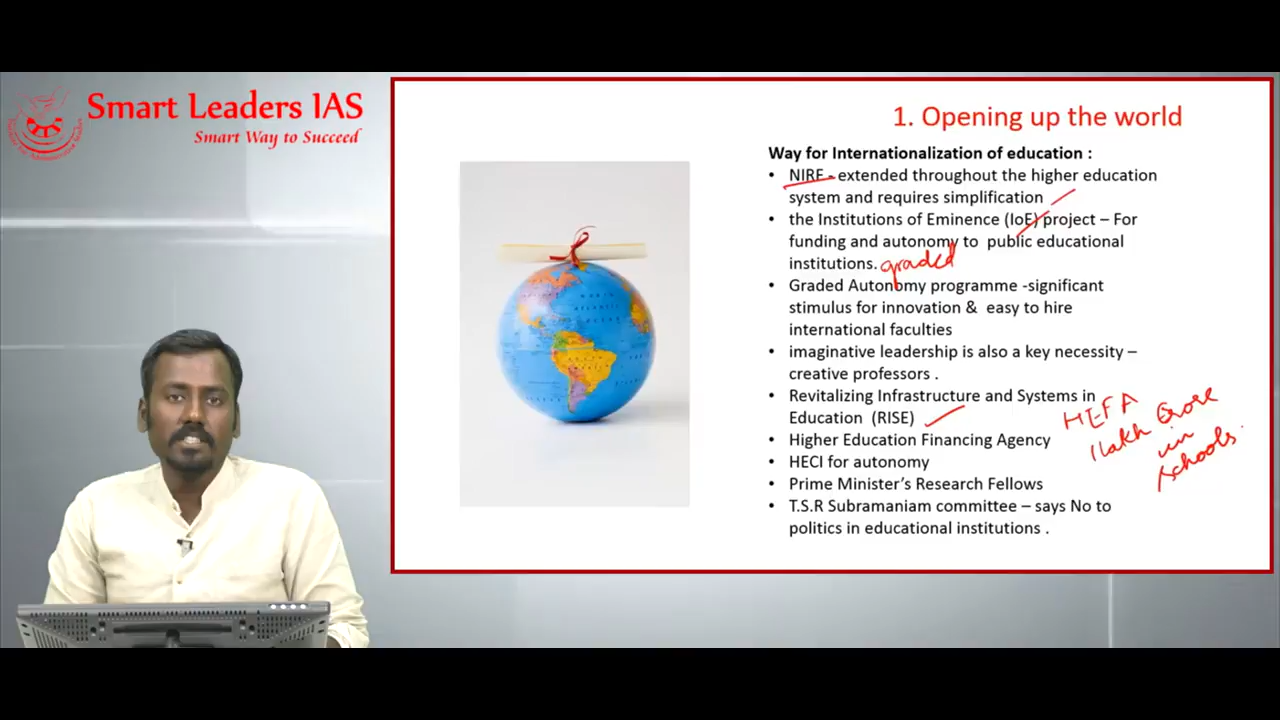 Smart Leaders IAS
Smart Way to Succeed
1. Opening up the world
Way for Internationalization of education :
• NIRF - extended throughout the higher education
system and requires simplification
• the Institutions of Eminence (IoE) project – For
funding and autonomy to public educational
institutions. graded
• Graded Autonomy programme -significant
stimulus for innovation & easy to hire
international faculties
• imaginative leadership is also a key necessity –
creative professors .
• Revitalizing Infrastructure and Systems in
Education (RISE)
• Higher Education Financing Agency
• HECI for autonomy
• Prime Minister's Research Fellows
• T.S.R Subramaniam committee – says No to
politics in educational institutions .
HEFA
1 lakh Crore
in
schools.